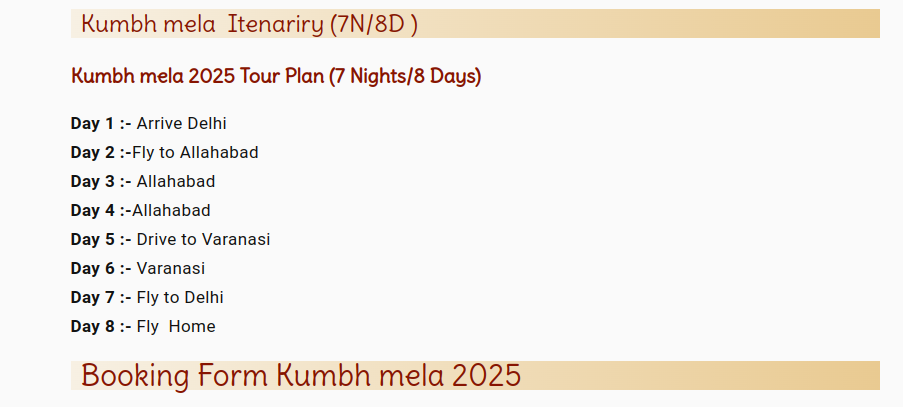 Kumbh mela  Itenariry (7N/8D )
Kumbh mela 2025 Tour Plan (7 Nights/8 Days)
Day 1 :- Arrive Delhi
Day 2 :-Fly to Allahabad
Day 3 :- Allahabad
Day 4 :-Allahabad
Day 5 :- Drive to Varanasi
Day 6 :- Varanasi
Day 7 :- Fly to Delhi
Day 8 :- Fly  Home
Booking Form Kumbh mela 2025